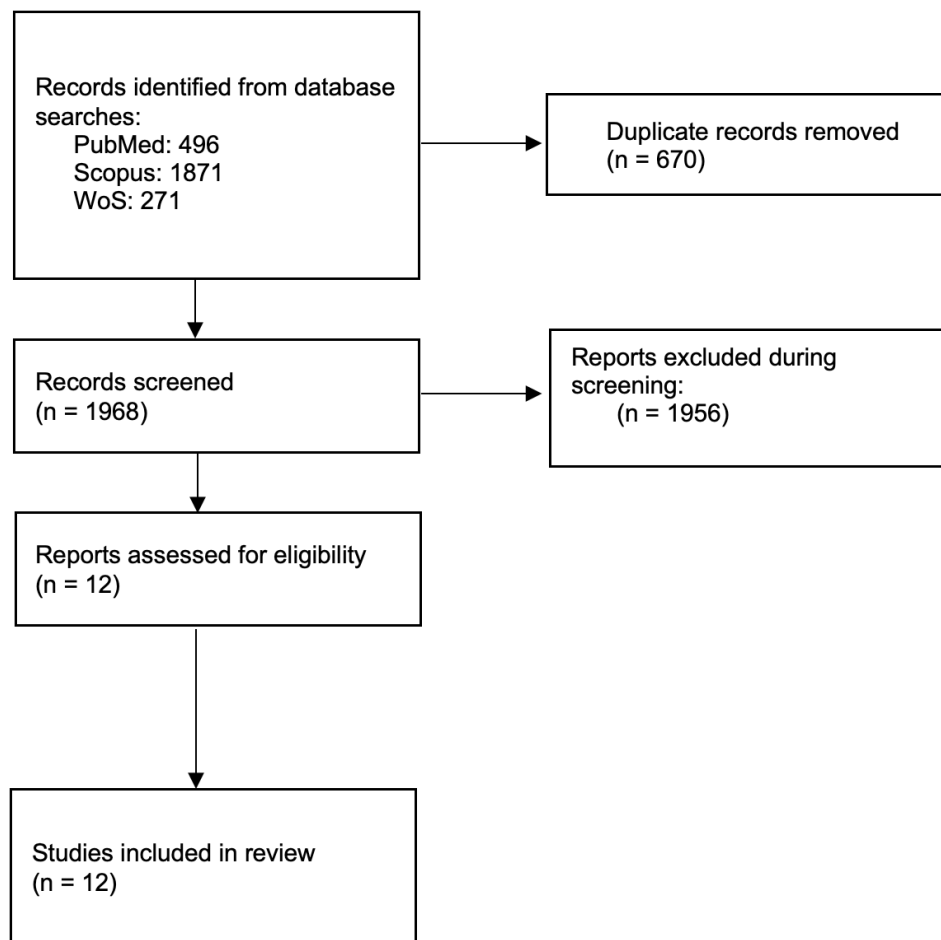 Records identified from database
searches:
PubMed: 496
Scopus: 1871
WoS: 271
Duplicate records removed
(n = 670)
Records screened
(n = 1968)
Reports excluded during
screening:
(n = 1956)
Reports assessed for eligibility
(n = 12)
Studies included in review
(n = 12)